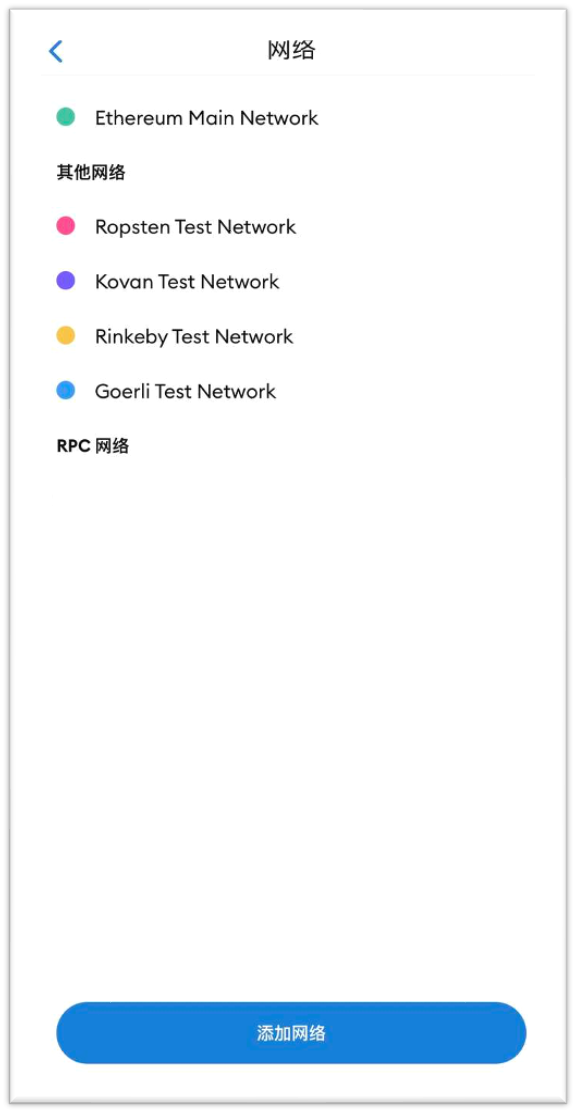 网络
Ethereum Main Network
其他网络
Ropsten Test Network
Kovan Test Network
Rinkeby Test Network
Goerli Test Network
RPC 网络
添加网络